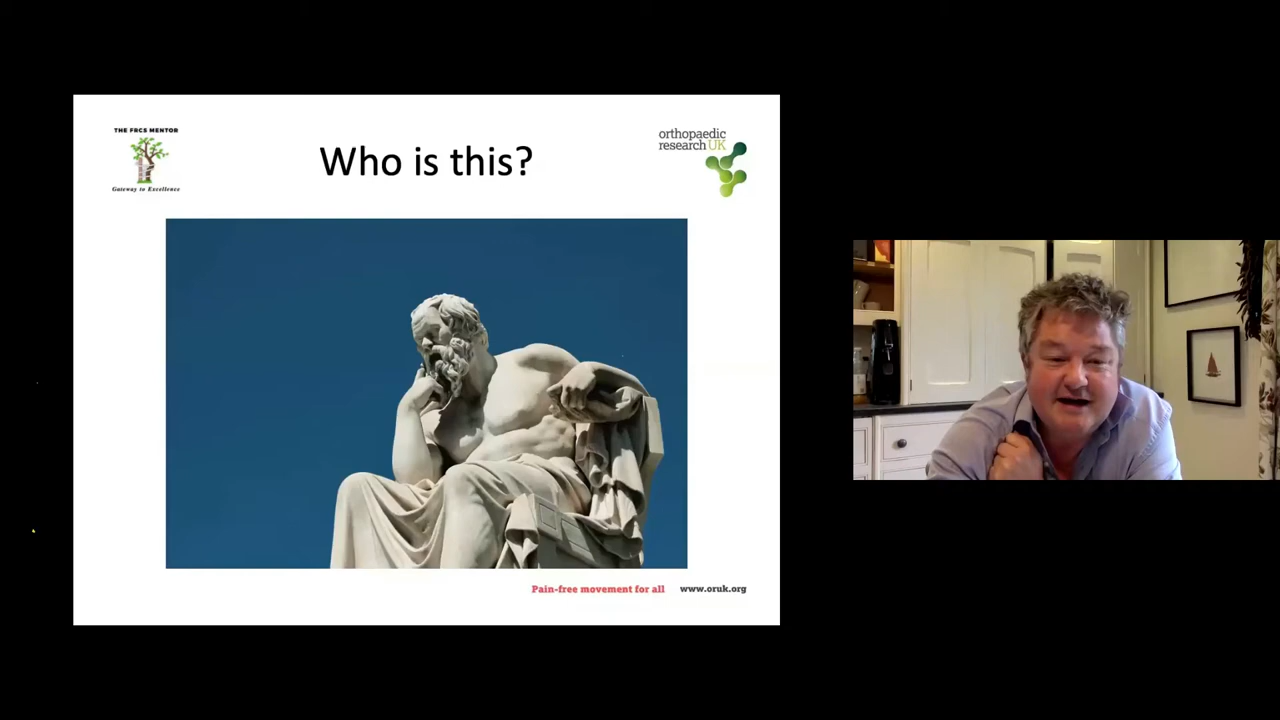 THE FRCS MENTOR
Gateway to Excellence
Who is this?
orthopaedic
research UK
Pain-free movement for all
www.oruk.org